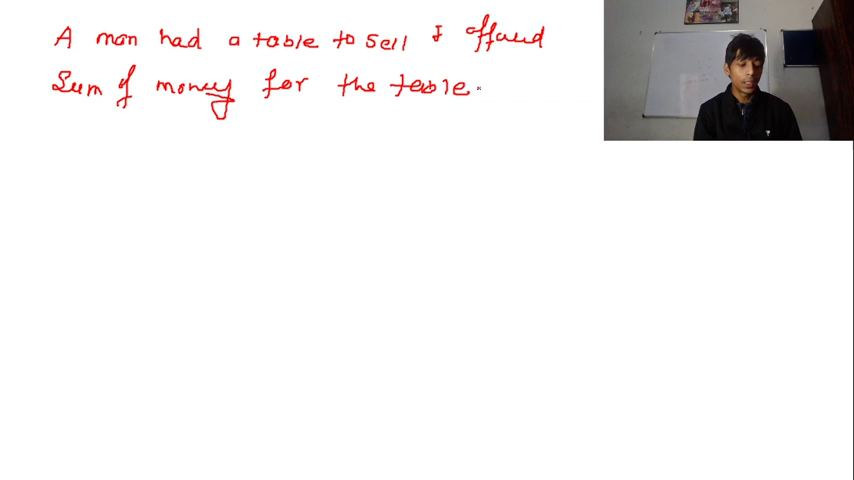 A man had a table to sell & offered
Sum of money for the table.